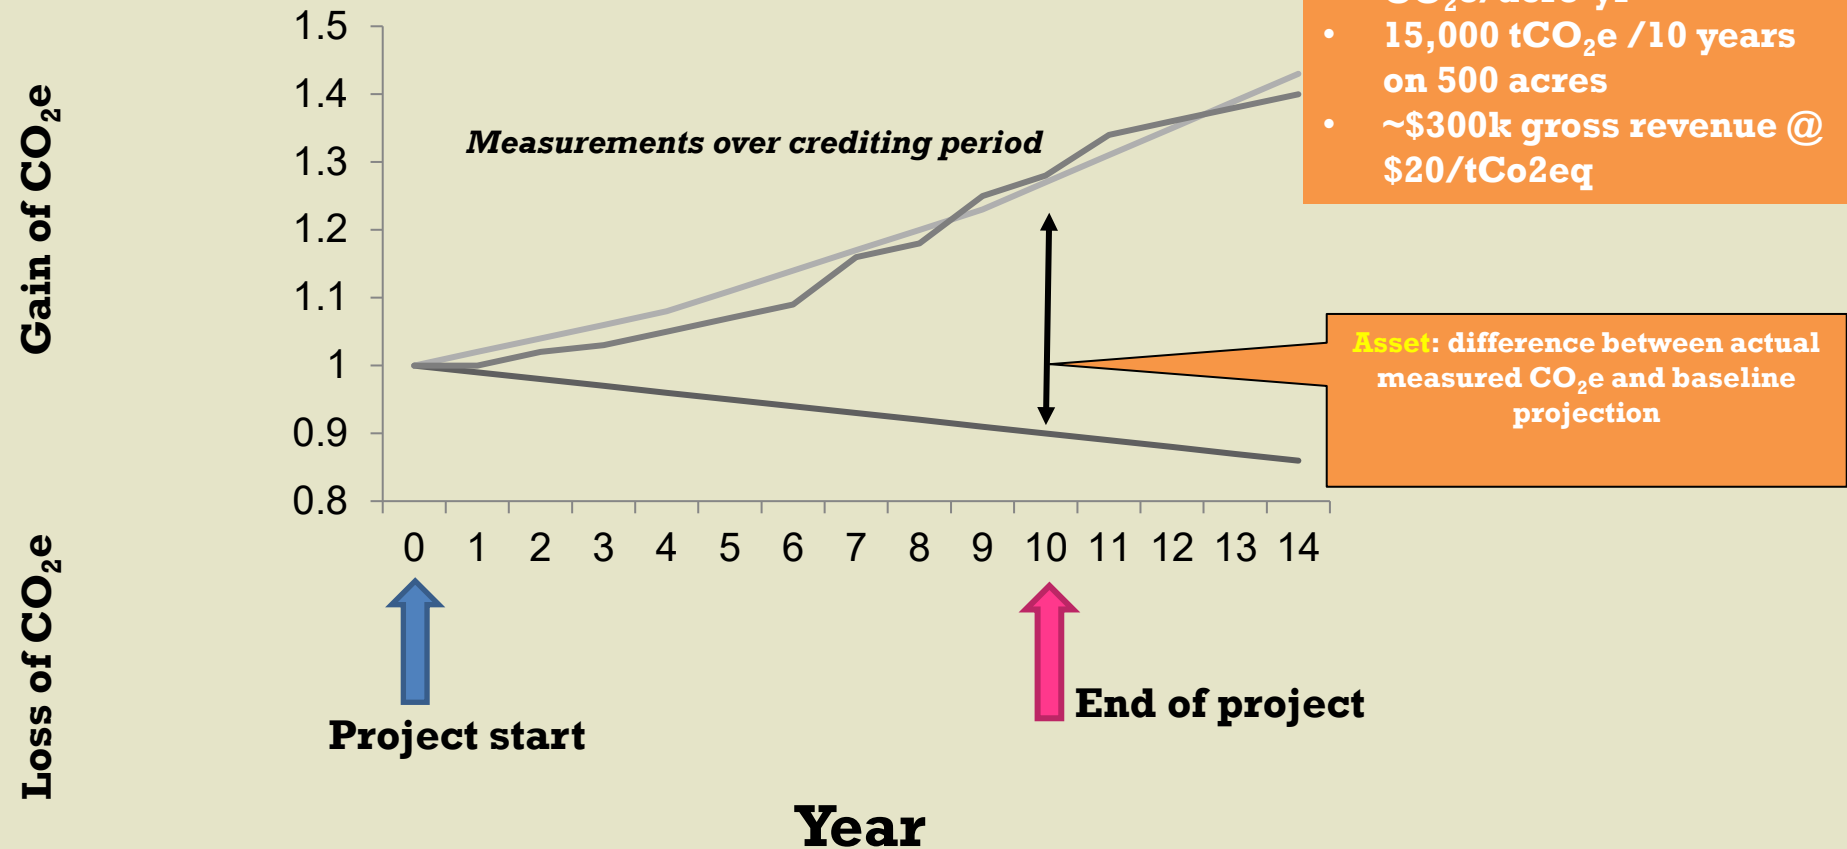 CO₂e/acre-yr
• 15,000 tCO₂e /10 years
on 500 acres
• ~$300k gross revenue @
$20/tCo2eq
Gain of CO₂e
Loss of CO₂e
1.5
1.4
1.3
1.2
1.1
1
0.9
0.8
Measurements over crediting period
Asset: difference between actual
measured CO₂e and baseline
projection
0 1 2 3 4 5 6 7 8 9 10 11 12 13 14
Project start
End of project
Year